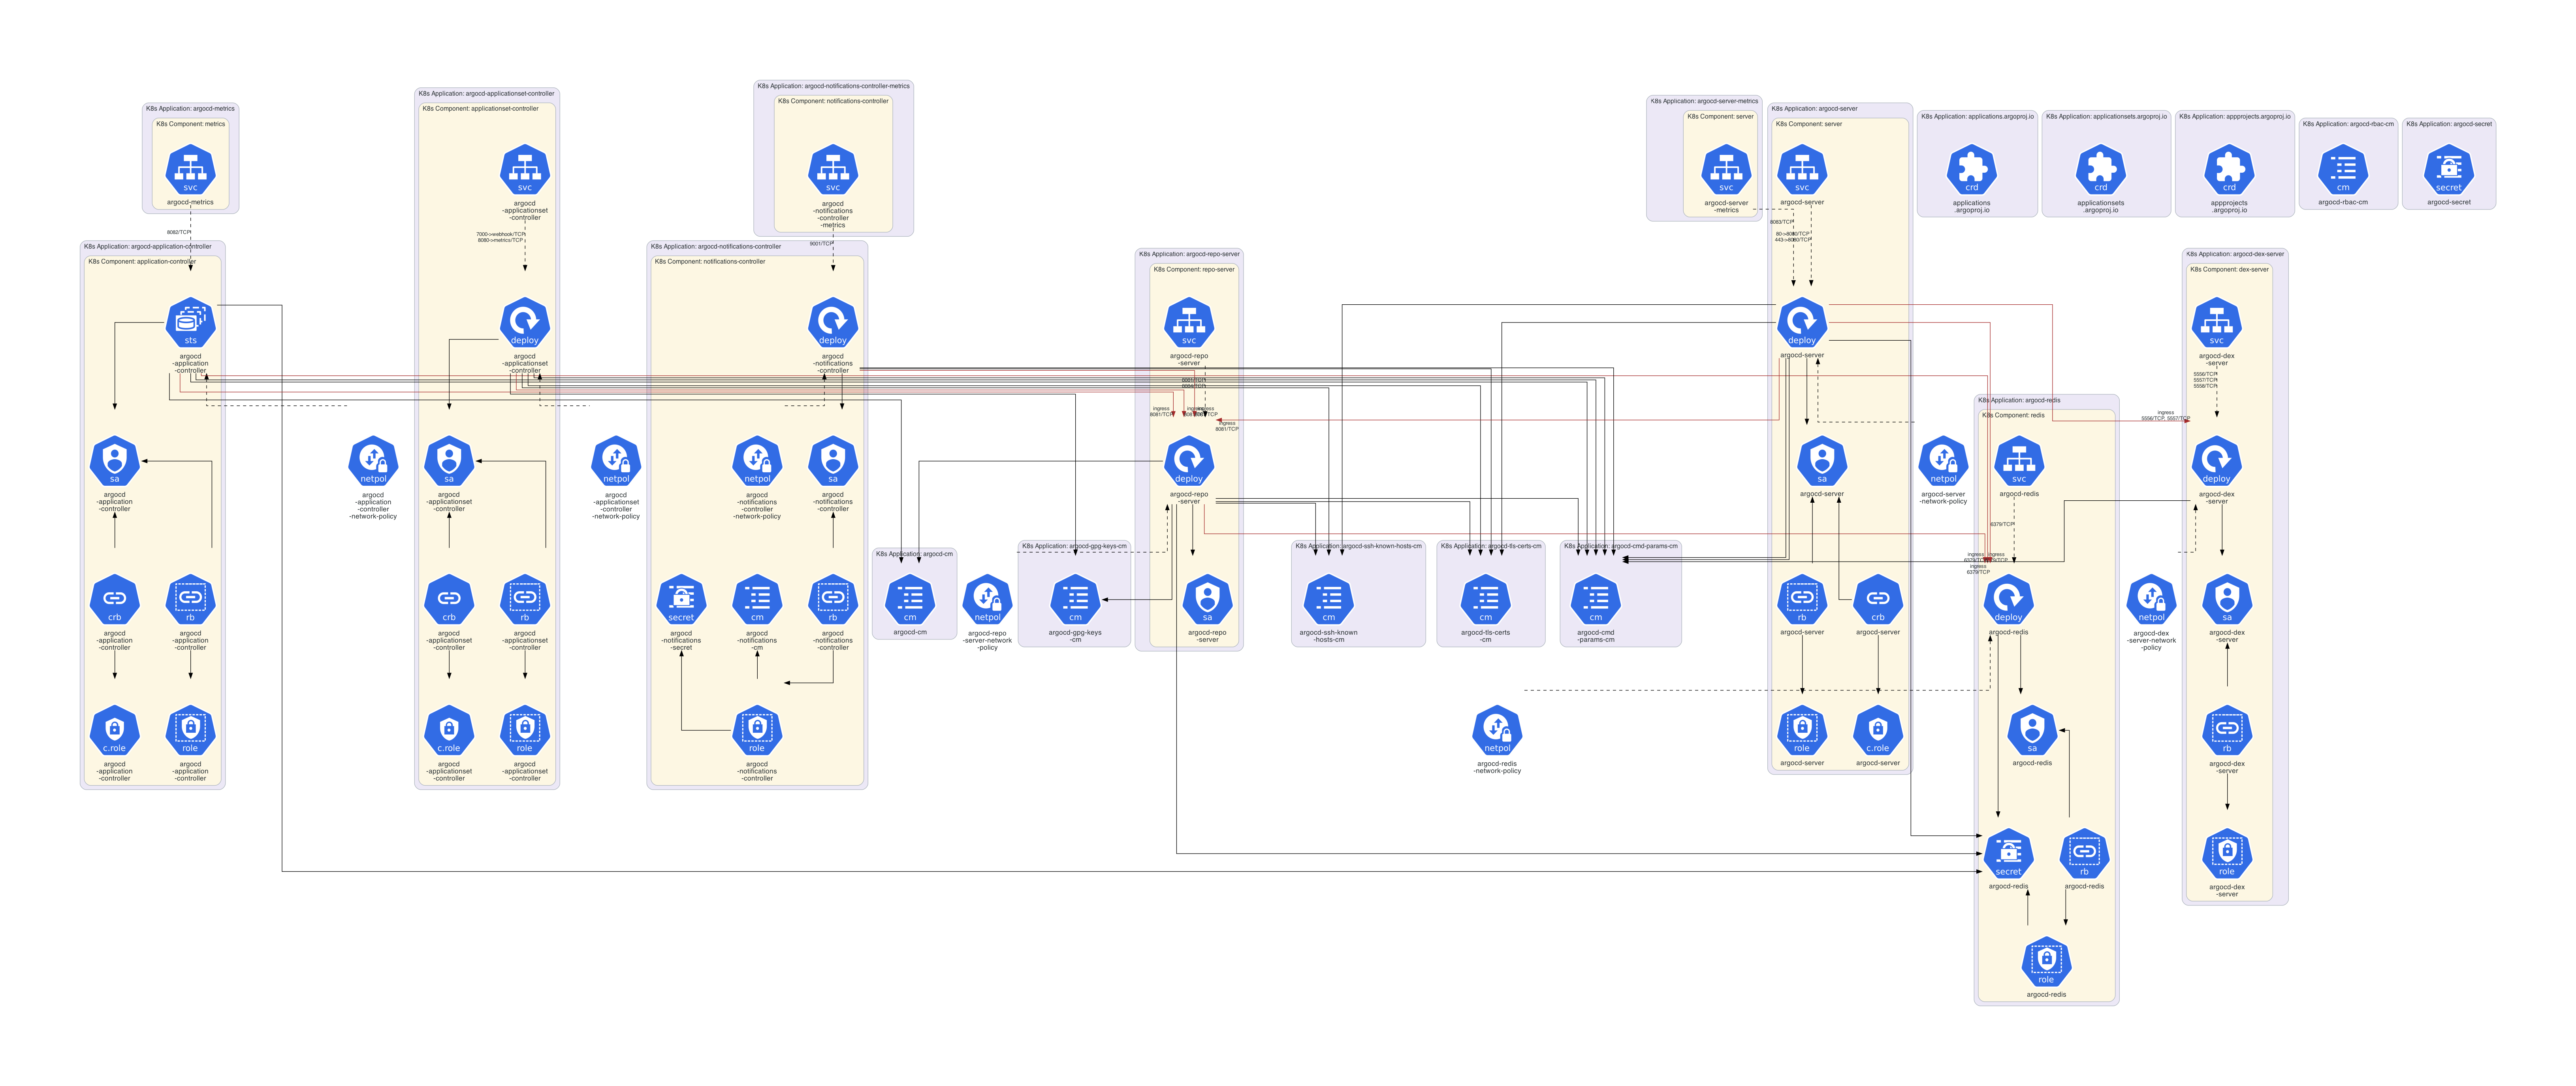 K8s Application: argocd-metrics
K8s Component: metrics
svc
argocd-metrics
8082/TCP
K8s Application: argocd-application-controller
K8s Component: application-controller
sts
argocd
-application
-controller
sa
argocd
-application
-controller
crb
argocd
-application
-controller
rb
argocd
-application
-controller
c.role
argocd
-application
-controller
role
argocd
-application
-controller
netpol
argocd
-application
-controller
-network-policy
K8s Application: argocd-applicationset-controller
K8s Component: applicationset-controller
svc
argocd
-applicationset
-controller
7000->webhook/TCP
8080->metrics/TCP
deploy
argocd
-applicationset
-controller
sa
argocd
-applicationset
-controller
crb
argocd
-applicationset
-controller
rb
argocd
-applicationset
-controller
c.role
argocd
-applicationset
-controller
role
argocd
-applicationset
-controller
netpol
argocd
-applicationset
-controller
-network-policy
K8s Application: argocd-notifications-controller-metrics
K8s Component: notifications-controller
svc
argocd
-notifications
-controller
-metrics
9001/TCP
K8s Application: argocd-notifications-controller
K8s Component: notifications-controller
deploy
argocd
-notifications
-controller
netpol
argocd
-notifications
-controller
-network-policy
sa
argocd
-notifications
-controller
secret
argocd
-notifications
-secret
cm
argocd
-notifications
-cm
rb
argocd
-notifications
-controller
role
argocd
-notifications
-controller
K8s Application: argocd-cm
cm
argocd-cm
netpol
argocd-repo
-server-network
-policy
K8s Application: argocd-gpg-keys-cm
cm
argocd-gpg-keys
-cm
K8s Application: argocd-repo-server
K8s Component: repo-server
svc
argocd-repo
-server
ingress
8081/TCP
ingress
8081/TCP
deploy
argocd-repo
-server
sa
argocd-repo
-server
K8s Application: argocd-ssh-known-hosts-cm
cm
argocd-ssh-known
-hosts-cm
K8s Application: argocd-tls-certs-cm
cm
argocd-tls-certs
-cm
K8s Application: argocd-cmd-params-cm
cm
argocd-cmd
-params-cm
netpol
argocd-redis
-network-policy
K8s Application: argocd-server-metrics
K8s Component: server
svc
argocd-server
-metrics
8083/TCP
K8s Application: argocd-server
K8s Component: server
svc
argocd-server
80->8080/TCP
443->8080/TCP
deploy
argocd-server
sa
argocd-server
rb
argocd-server
crb
argocd-server
role
argocd-server
c.role
argocd-server
netpol
argocd-server
-network-policy
K8s Application: applications.argoproj.io
crd
applications
.argoproj.io
K8s Application: applicationsets.argoproj.io
crd
applicationsets
.argoproj.io
K8s Application: appprojects.argoproj.io
crd
appprojects
.argoproj.io
K8s Application: argocd-rbac-cm
cm
argocd-rbac-cm
K8s Application: argocd-secret
secret
argocd-secret
K8s Application: argocd-redis
K8s Component: redis
svc
argocd-redis
6379/TCP
ingress
ingress
ingress
6379/TCP
deploy
argocd-redis
sa
argocd-redis
secret
argocd-redis
rb
argocd-redis
role
argocd-redis
netpol
argocd-dex
-server-network
-policy
K8s Application: argocd-dex-server
K8s Component: dex-server
svc
argocd-dex
-server
5556/TCP
5557/TCP
5558/TCP
ingress
5556/TCP, 5557/TCP
deploy
argocd-dex
-server
sa
argocd-dex
-server
rb
argocd-dex
-server
role
argocd-dex
-server